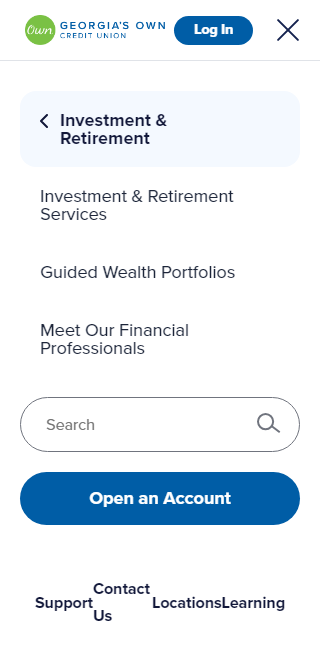 Own GEORGIA'S OWN
CREDIT UNION
Log In
Investment &
Retirement
Investment & Retirement
Services
Guided Wealth Portfolios
Meet Our Financial
Professionals
Search
Open an Account
Support Contact Us Locations Learning